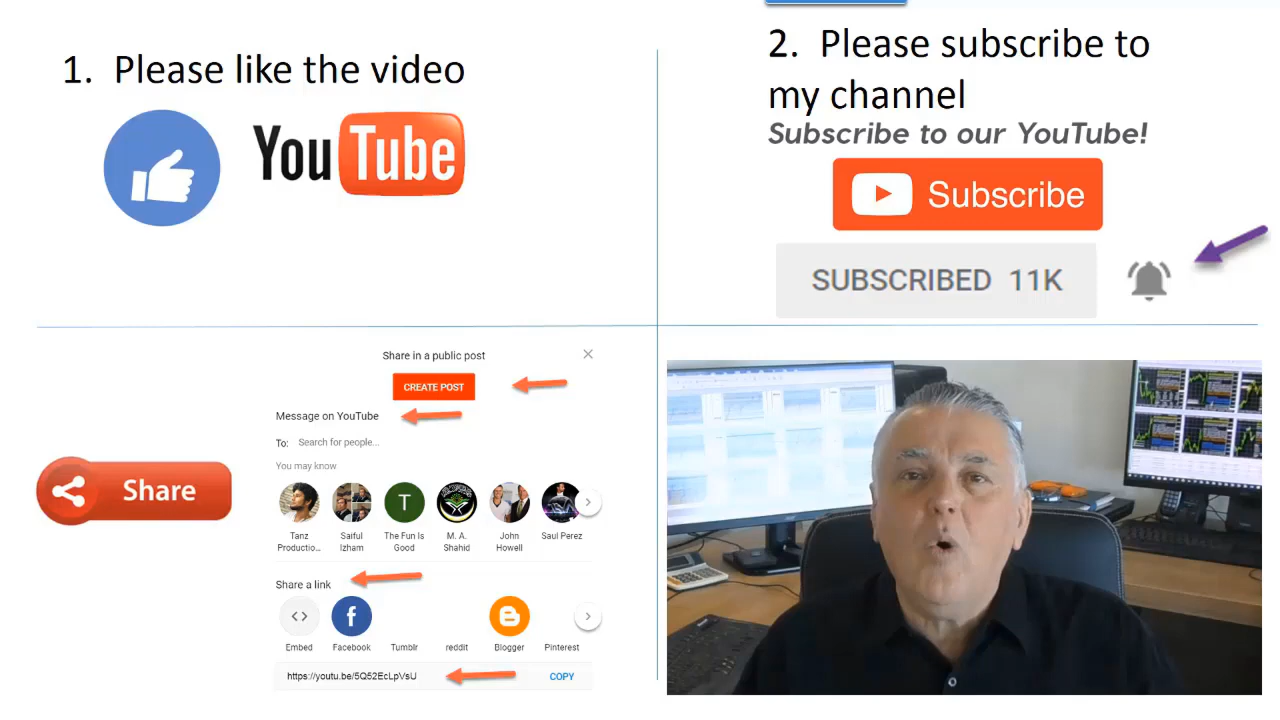 1. Please like the video
YouTube
2. Please subscribe to
my channel
Subscribe to our YouTube!
Subscribe
SUBSCRIBED 11K
Share
Share in a public post
CREATE POST
Message on YouTube
To: Search for people...
You may know
T
Tanz Productio...
Saiful Izham
The Fun Is Good
M. A. Shahid
John Howell
Saul Perez
Share a link
Embed
Facebook
Tumblr
reddit
Blogger
Pinterest
https://youtu.be/5Q52EcLpVsU
COPY